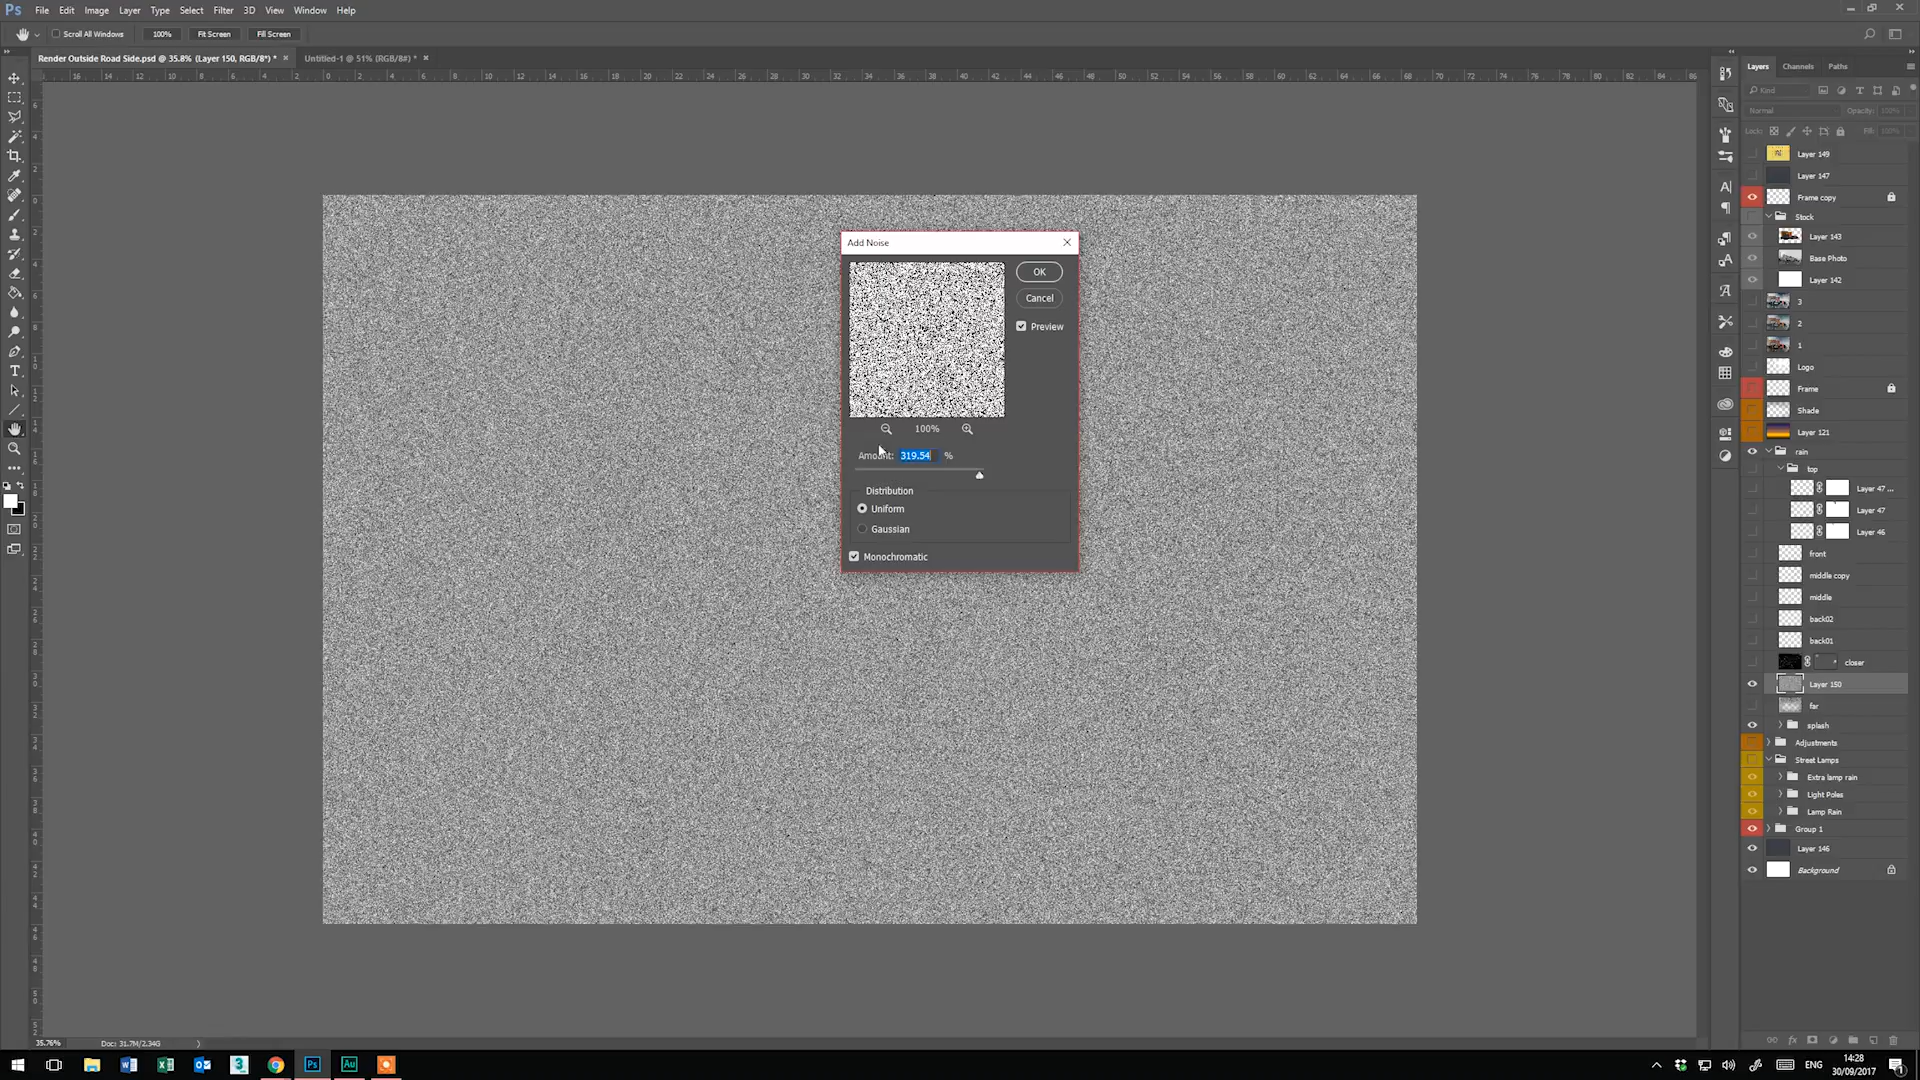 Ps File Edit Image Layer Type Select Filter 3D View Window Help
Scroll All Windows 100% Fit Screen Fill Screen
Render Outside Road Side.psd @ 35.8% (Layer 150, RGB/8*) * × Untitled-1 @ 51% (RGB/8#) * ×
Layers Channels Paths
Kind
Normal Opacity: 100%
Lock: Fill: 100%
Layer 149
Layer 147
Frame copy
Stock
Layer 143
Base Photo
Layer 142
3
2
1
Logo
Frame
Shade
Layer 121
rain
top
Layer 47 ...
Layer 47
Layer 46
front
middle copy
middle
back02
back01
closer
Layer 150
far
splash
Adjustments
Street Lamps
Extra lamp rain
Light Poles
Lamp Rain
Group 1
Layer 146
Background
Add Noise
OK
Cancel
Preview
100%
Amount: 319.54 %
Distribution
Uniform
Gaussian
Monochromatic
35.76% Doc: 31.7M/2.34G
Ps Au
ENG
14:28
30/09/2017